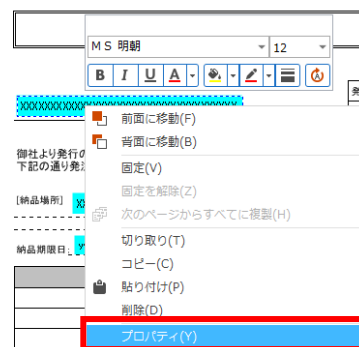 MS 明朝 12
B I U A
XXXXXXXXXXXXXXXXXXXXXXXXXXXXXXXX
前面に移動(F)
背面に移動(B)
御社より発行の
下記の通り発
固定(V)
固定を解除(Z)
[納品場所]
次のページからすべてに複製(H)
納品期限日:
切り取り(T)
コピー(C)
貼り付け(P)
削除(D)
プロパティ(Y)